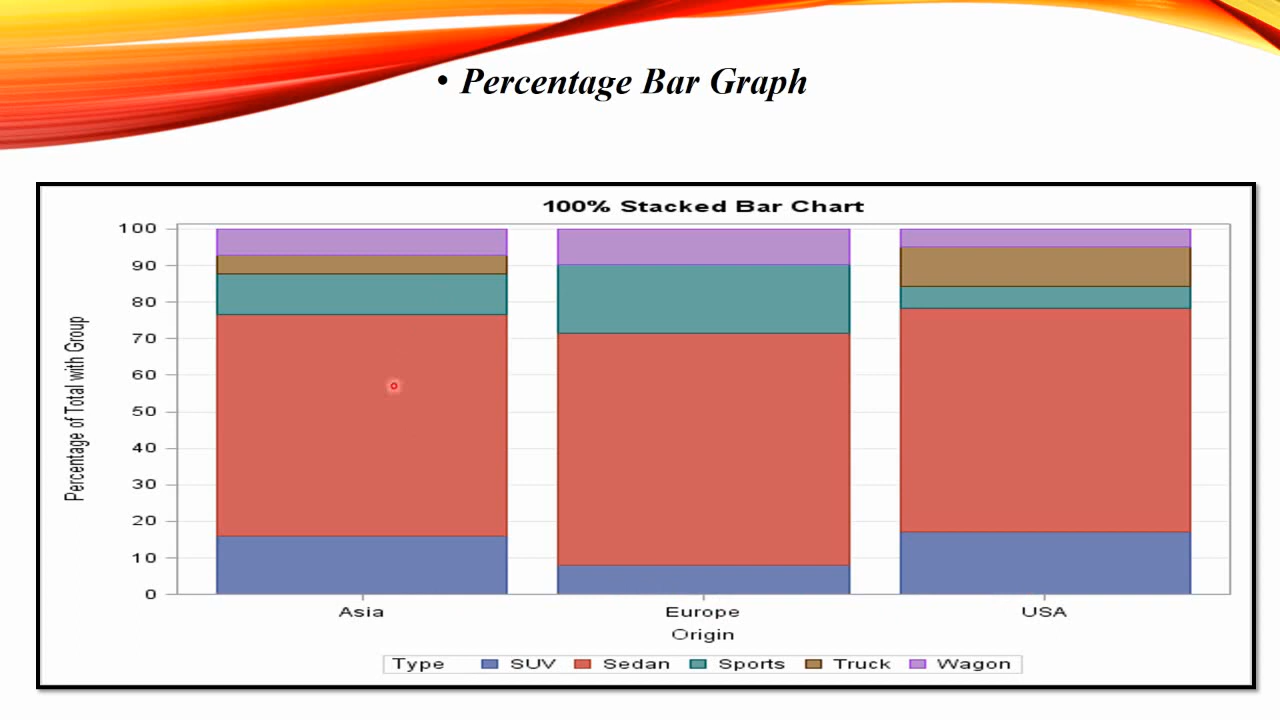 • Percentage Bar Graph
100% Stacked Bar Chart
Percentage of Total with Group
100
90
80
70
60
50
40
30
20
10
0
Asia Europe USA
Origin
Type SUV Sedan Sports Truck Wagon